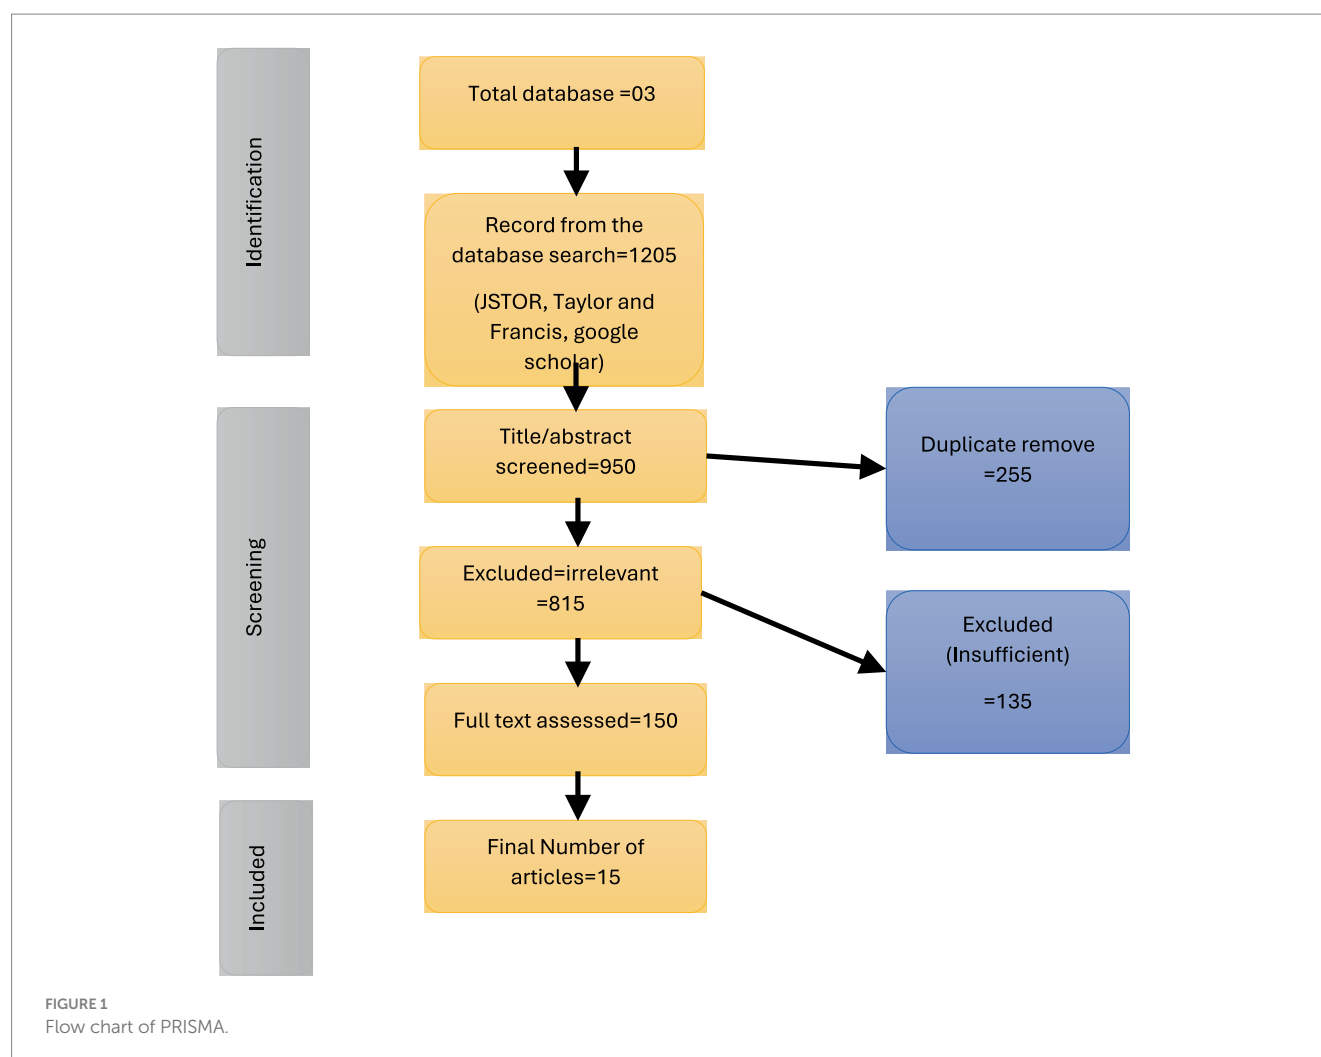 Identification
Total database =03
Record from the
database search=1205
(JSTOR, Taylor and
Francis, google
scholar)
Screening
Title/abstract
screened=950
Duplicate remove
=255
Excluded=irrelevant
=815
Excluded
(Insufficient)
=135
Full text assessed=150
Included
Final Number of
articles=15
FIGURE 1
Flow chart of PRISMA.